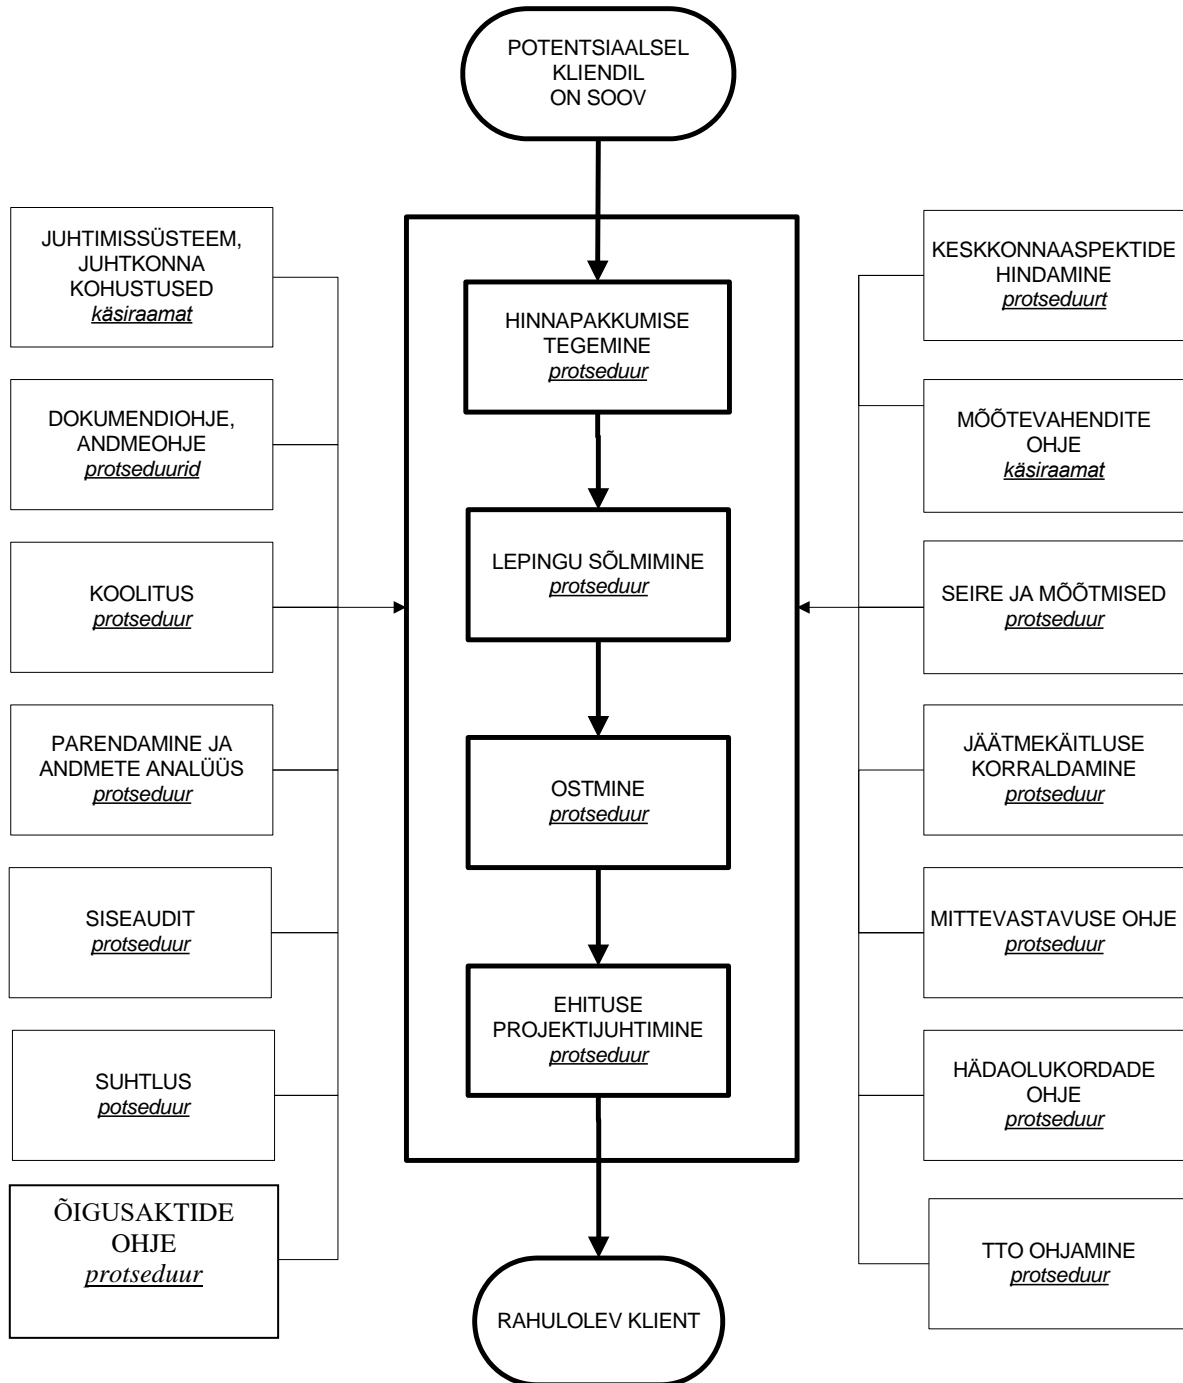 POTENTSIAALSEL
KLIENDIL
ON SOOV
JUHTIMISSÜSTEEM,
JUHTKONNA
KOHUSTUSED
käsiraamat
DOKUMENDIOHJE,
ANDMEOHJE
protseduurid
KOOLITUS
protseduur
PARENDAMINE JA
ANDMETE ANALÜÜS
protseduur
SISEAUDIT
protseduur
SUHTLUS
potseduur
ÕIGUSAKTIDE
OHJE
protseduur
HINNAPAKKUMISE
TEGEMINE
protseduur
LEPINGU SÕLMIMINE
protseduur
OSTMINE
protseduur
EHITUSE
PROJEKTIJUHTIMINE
protseduur
RAHULOLEV KLIENT
KESKKONNAASPEKTIDE
HINDAMINE
protseduurt
MÕÕTEVAHENDITE
OHJE
käsiraamat
SEIRE JA MÕÕTMISED
protseduur
JÄÄTMEKÄITLUSE
KORRALDAMINE
protseduur
MITTEVASTAVUSE OHJE
protseduur
HÄDAOLUKORDADE
OHJE
protseduur
TTO OHJAMINE
protseduur